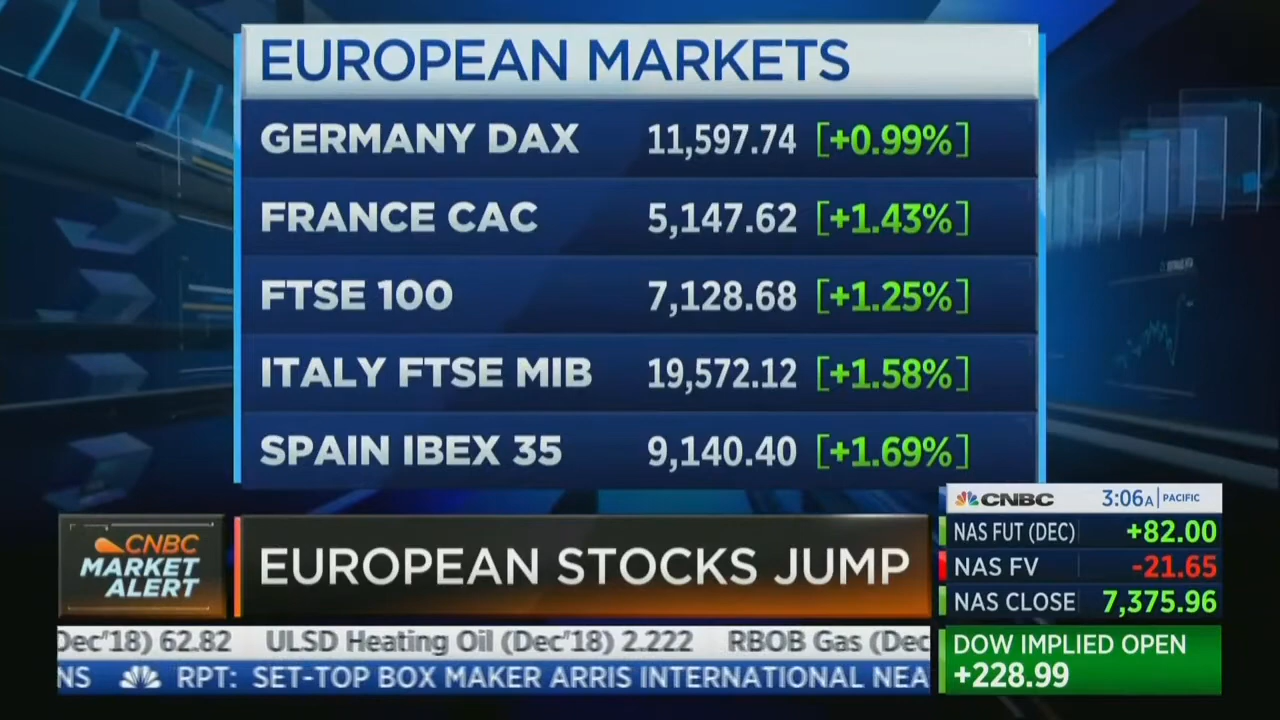 EUROPEAN MARKETS
GERMANY DAX 11,597.74 [+0.99%]
FRANCE CAC 5,147.62 [+1.43%]
FTSE 100 7,128.68 [+1.25%]
ITALY FTSE MIB 19,572.12 [+1.58%]
SPAIN IBEX 35 9,140.40 [+1.69%]
CNBC
MARKET
ALERT
EUROPEAN STOCKS JUMP
CNBC 3:06A PACIFIC
NAS FUT (DEC) +82.00
NAS FV -21.65
NAS CLOSE 7,375.96
DOW IMPLIED OPEN
+228.99
Dec'18) 62.82 ULSD Heating Oil (Dec'18) 2.222 RBOB Gas (Dec
NS RPT: SET-TOP BOX MAKER ARRIS INTERNATIONAL NEA